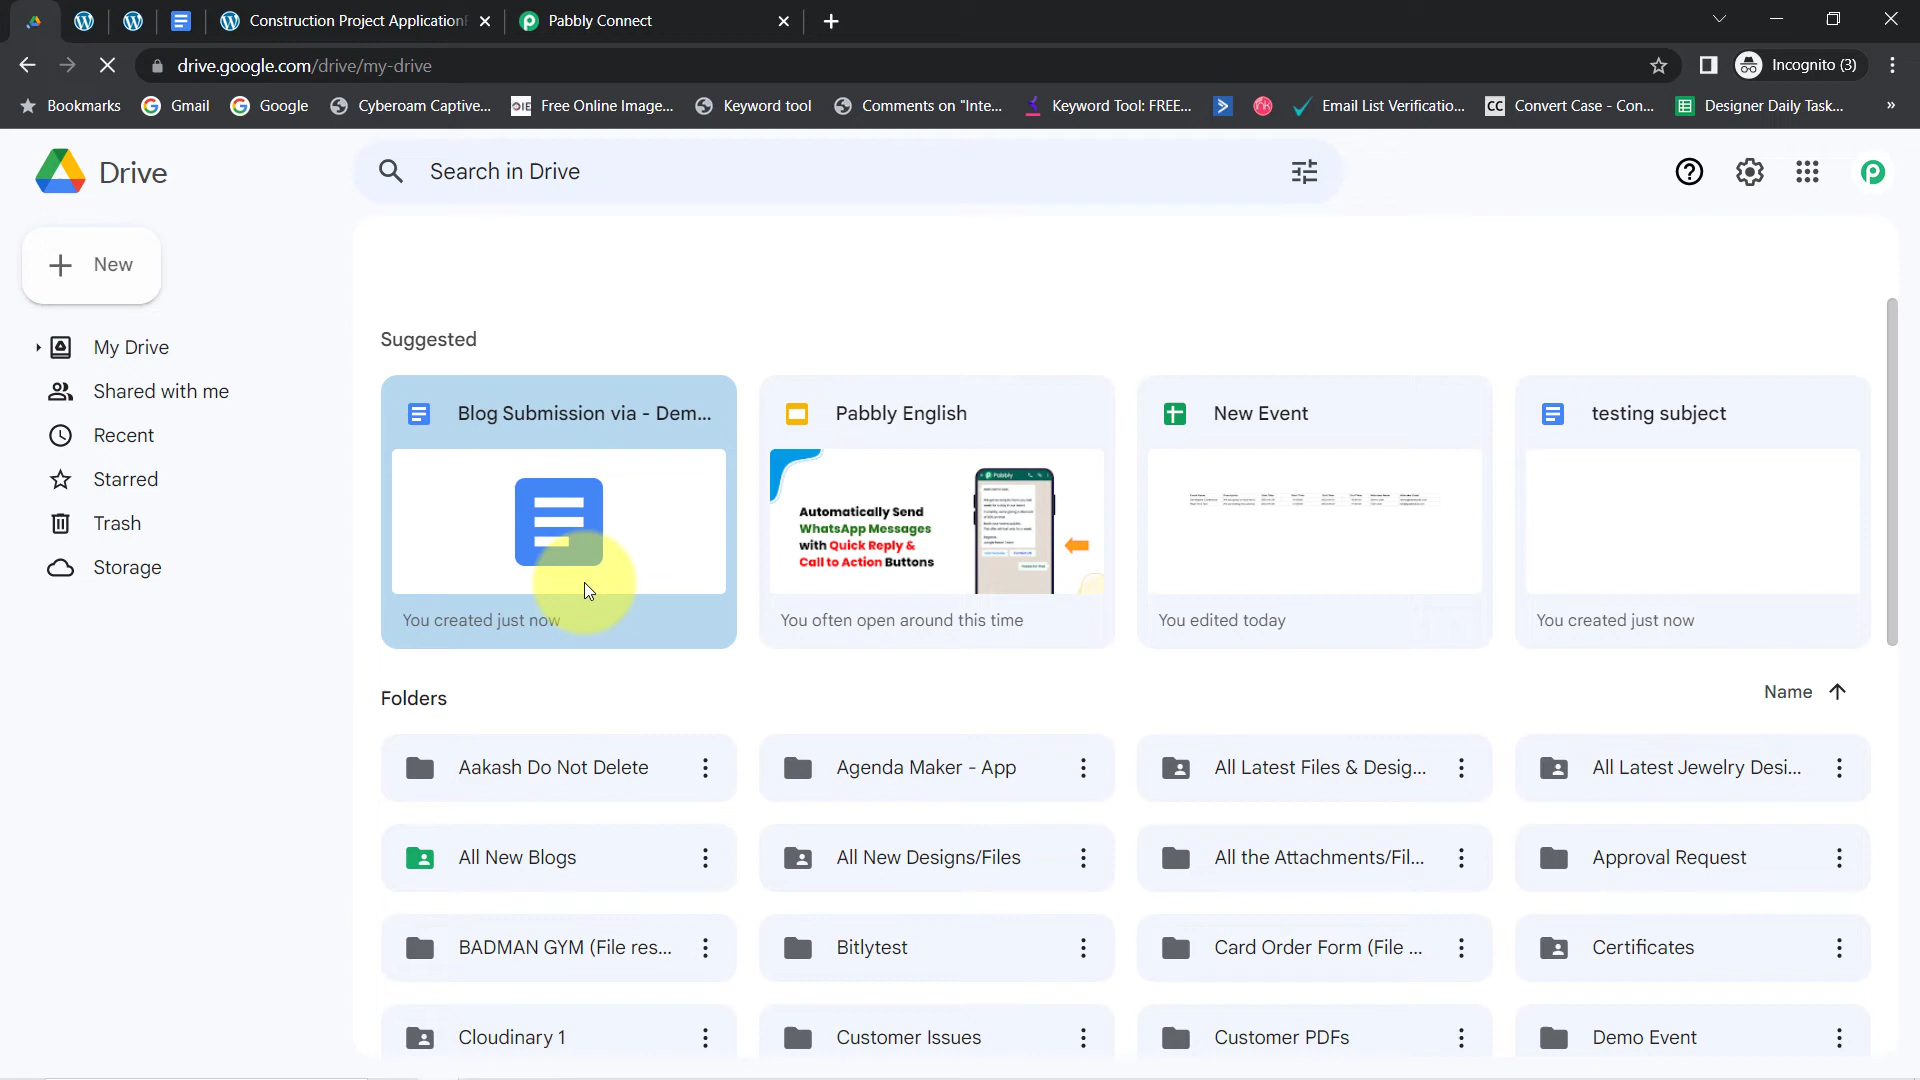 Construction Project Application
Pabbly Connect
drive.google.com/drive/my-drive
Incognito (3)
Bookmarks
Gmail
Google
Cyberoam Captive...
Free Online Image...
Keyword tool
Comments on "Inte...
Keyword Tool: FREE...
Email List Verificatio...
CC
Convert Case - Con...
Designer Daily Task...
Drive
Search in Drive
New
My Drive
Shared with me
Recent
Starred
Trash
Storage
Suggested
Blog Submission via - Dem...
You created just now
Pabbly English
Automatically Send
WhatsApp Messages
with Quick Reply &
Call to Action Buttons
You often open around this time
New Event
You edited today
testing subject
You created just now
Folders
Name
Aakash Do Not Delete
Agenda Maker - App
All Latest Files & Desig...
All Latest Jewelry Desi...
All New Blogs
All New Designs/Files
All the Attachments/Fil...
Approval Request
BADMAN GYM (File res...
Bitlytest
Card Order Form (File ...
Certificates
Cloudinary 1
Customer Issues
Customer PDFs
Demo Event